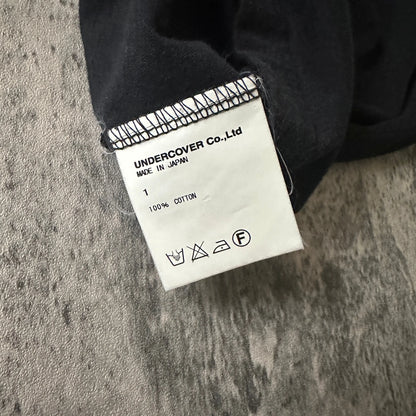 UNDERCOVER Co.,Ltd
MADE IN JAPAN
1
100% COTTON
F